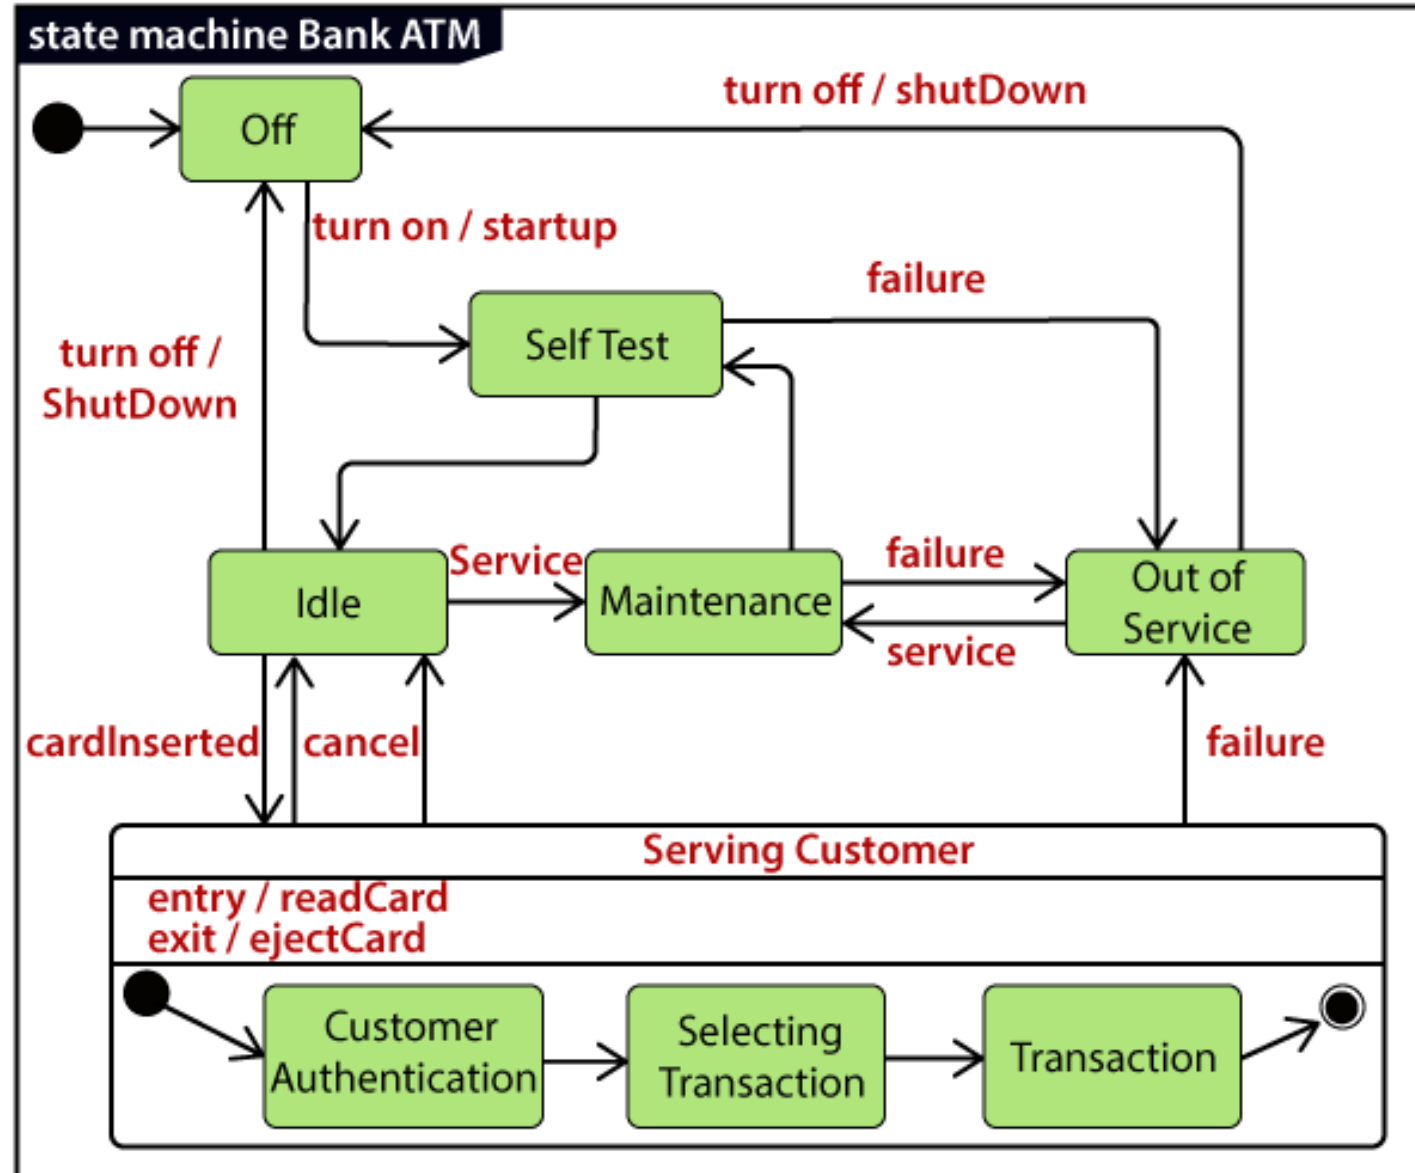 state machine Bank ATM
turn off / shutDown
Off
turn on / startup
failure
Self Test
turn off /
ShutDown
Service
failure
Idle
Maintenance
Out of
Service
service
cardInserted
cancel
failure
Serving Customer
entry / readCard
exit / ejectCard
Customer
Authentication
Selecting
Transaction
Transaction